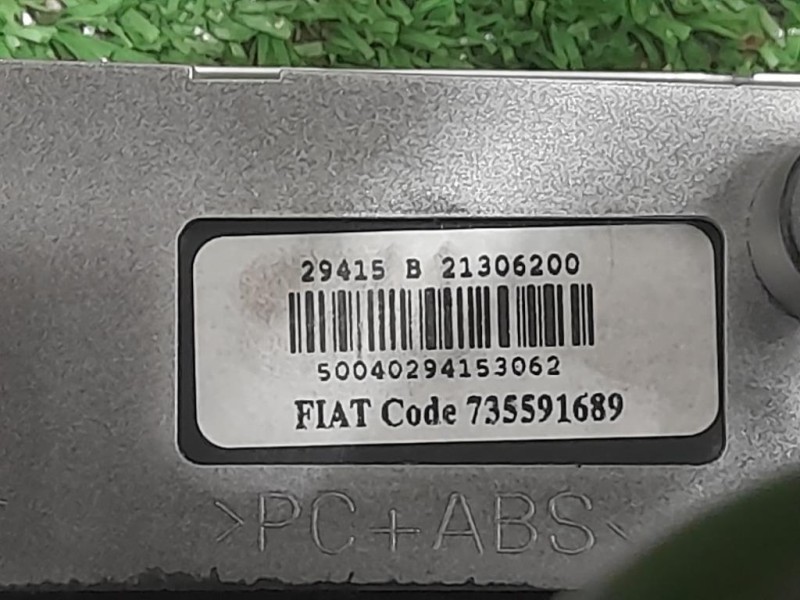 29415 B 21306200
50040294153062
FIAT Code 735591689
>PC+ABS<